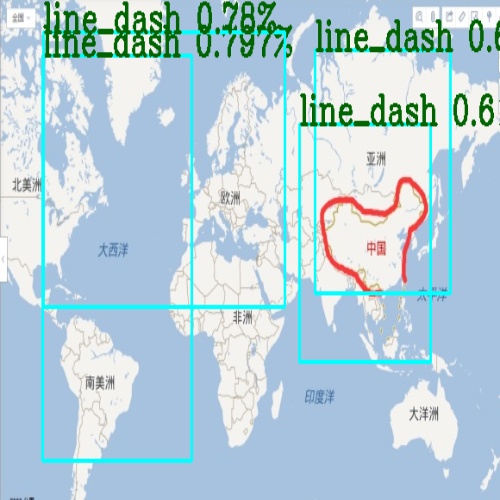 line_dash 0.78%
line_dash 0.797%
line_dash 0.6
line_dash 0.6
全国
亚洲
北美洲
欧洲
中国
大西洋
太平洋
非洲
南美洲
印度洋
大洋洲